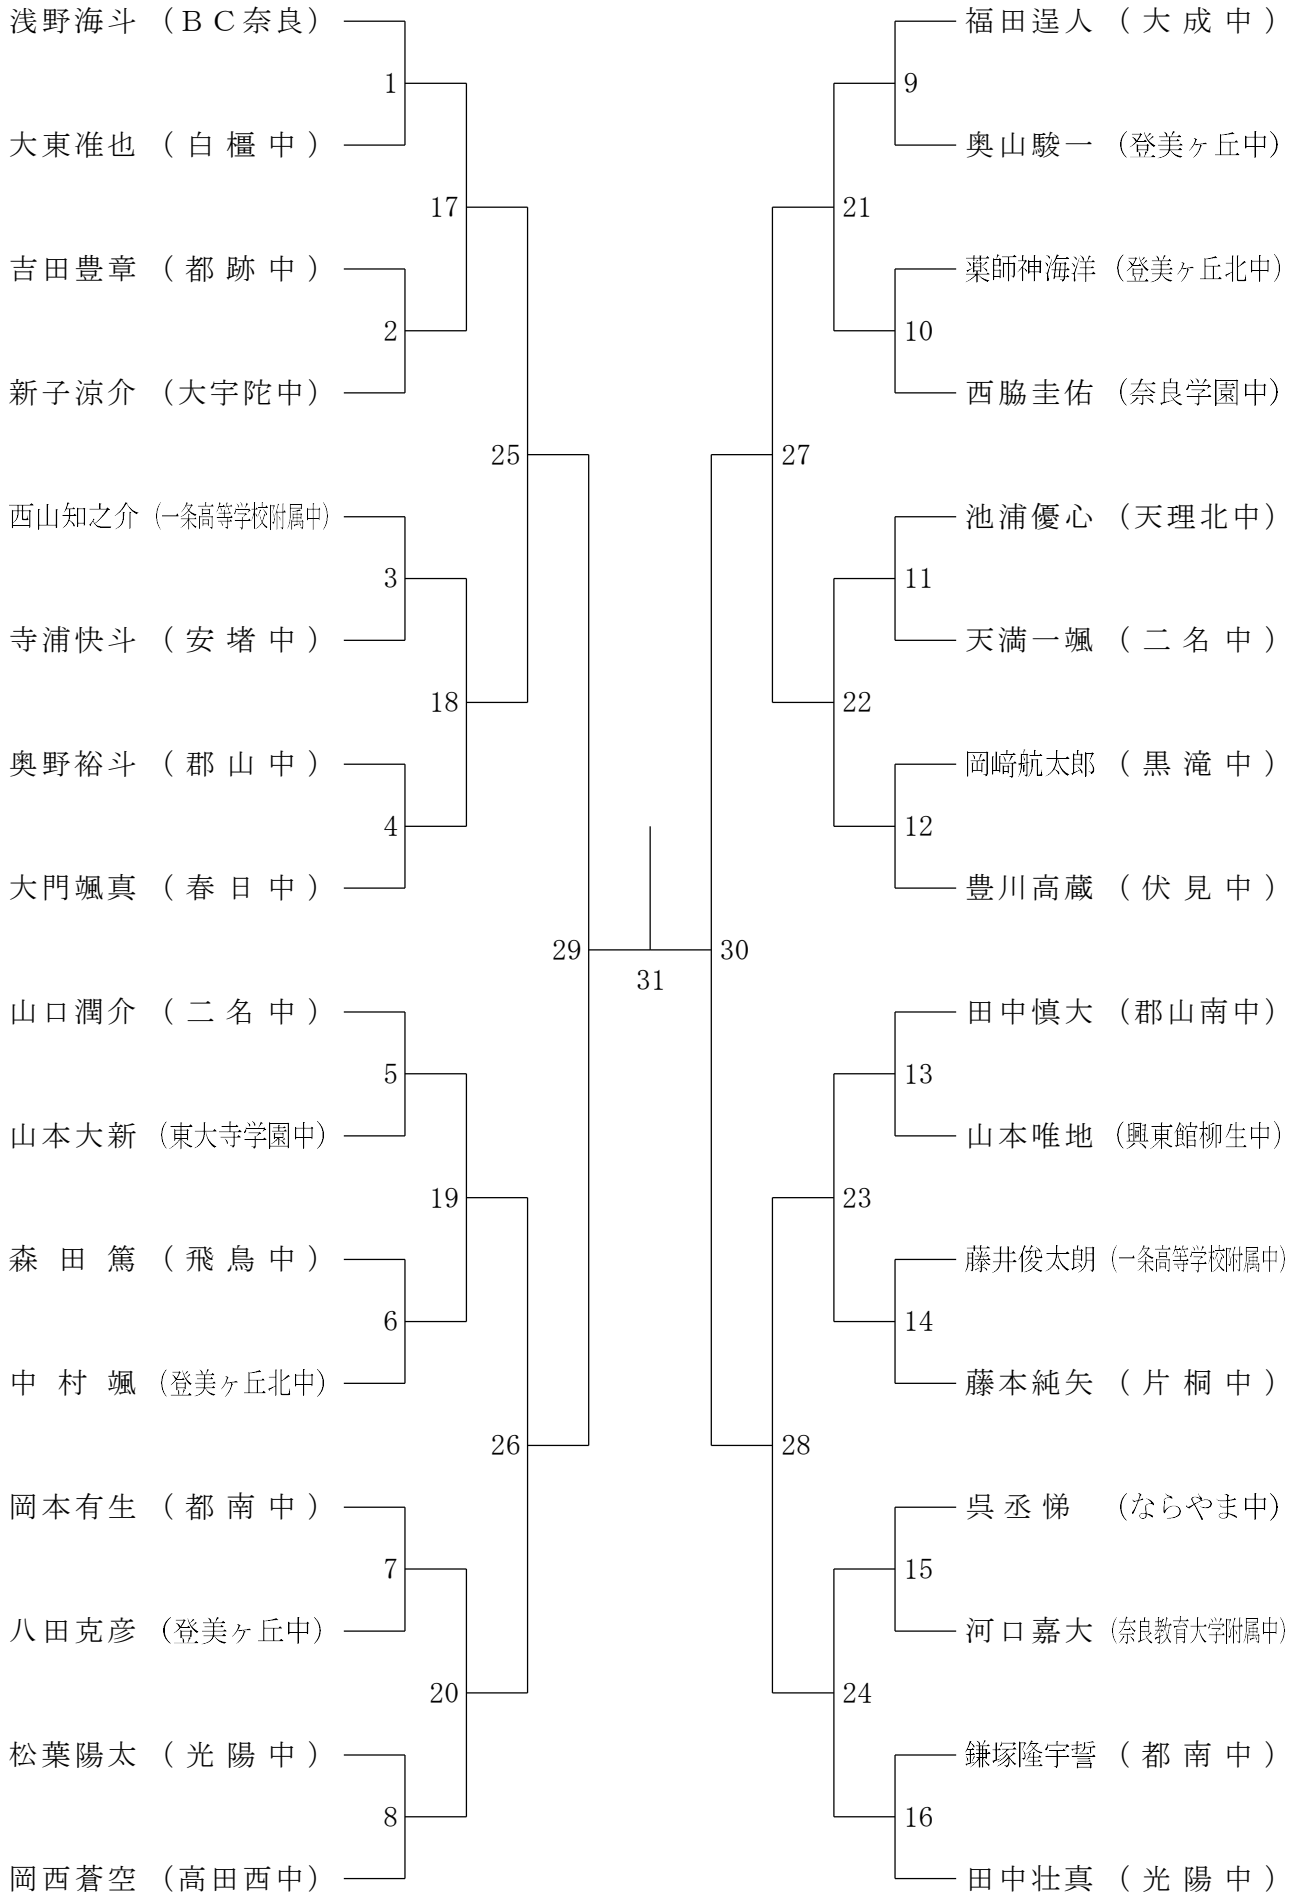 浅野海斗 (ＢＣ奈良)
1
大東准也 (白橿中)
17
吉田豊章 (都跡中)
2
新子涼介 (大宇陀中)
25
西山知之介 (一条高等学校附属中)
3
寺浦快斗 (安堵中)
18
奥野裕斗 (郡山中)
4
大門颯真 (春日中)
29
山口潤介 (二名中)
5
山本大新 (東大寺学園中)
19
森田篤 (飛鳥中)
6
中村颯 (登美ヶ丘北中)
26
岡本有生 (都南中)
7
八田克彦 (登美ヶ丘中)
20
松葉陽太 (光陽中)
8
岡西蒼空 (高田西中)
31
福田逞人 (大成中)
9
奥山駿一 (登美ヶ丘中)
21
薬師神海洋 (登美ヶ丘北中)
10
西脇圭佑 (奈良学園中)
27
池浦優心 (天理北中)
11
天満一颯 (二名中)
22
岡﨑航太郎 (黒滝中)
12
豊川高蔵 (伏見中)
30
田中慎大 (郡山南中)
13
山本唯地 (興東館柳生中)
23
藤井俊太朗 (一条高等学校附属中)
14
藤本純矢 (片桐中)
28
呉丞悌 (ならやま中)
15
河口嘉大 (奈良教育大学附属中)
24
鎌塚隆宇誓 (都南中)
16
田中壮真 (光陽中)